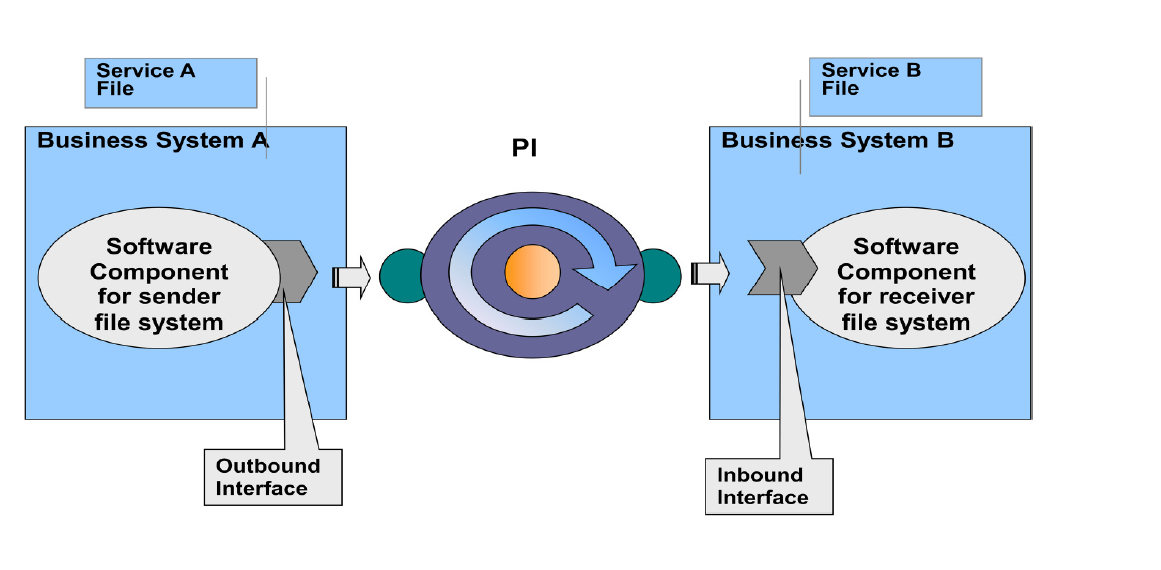 Service A
File
Business System A
Software
Component
for sender
file system
Outbound
Interface
PI
Service B
File
Business System B
Software
Component
for receiver
file system
Inbound
Interface